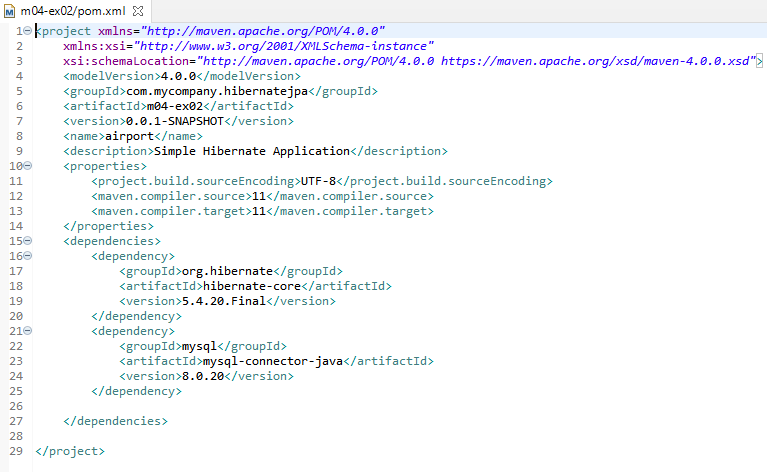 m04-ex02/pom.xml
1 <project xmlns="http://maven.apache.org/POM/4.0.0"
2     xmlns:xsi="http://www.w3.org/2001/XMLSchema-instance"
3     xsi:schemaLocation="http://maven.apache.org/POM/4.0.0 https://maven.apache.org/xsd/maven-4.0.0.xsd">
4     <modelVersion>4.0.0</modelVersion>
5     <groupId>com.mycompany.hibernatejpa</groupId>
6     <artifactId>m04-ex02</artifactId>
7     <version>0.0.1-SNAPSHOT</version>
8     <name>airport</name>
9     <description>Simple Hibernate Application</description>
10     <properties>
11         <project.build.sourceEncoding>UTF-8</project.build.sourceEncoding>
12         <maven.compiler.source>11</maven.compiler.source>
13         <maven.compiler.target>11</maven.compiler.target>
14     </properties>
15     <dependencies>
16         <dependency>
17             <groupId>org.hibernate</groupId>
18             <artifactId>hibernate-core</artifactId>
19             <version>5.4.20.Final</version>
20         </dependency>
21         <dependency>
22             <groupId>mysql</groupId>
23             <artifactId>mysql-connector-java</artifactId>
24             <version>8.0.20</version>
25         </dependency>
26
27     </dependencies>
28
29 </project>